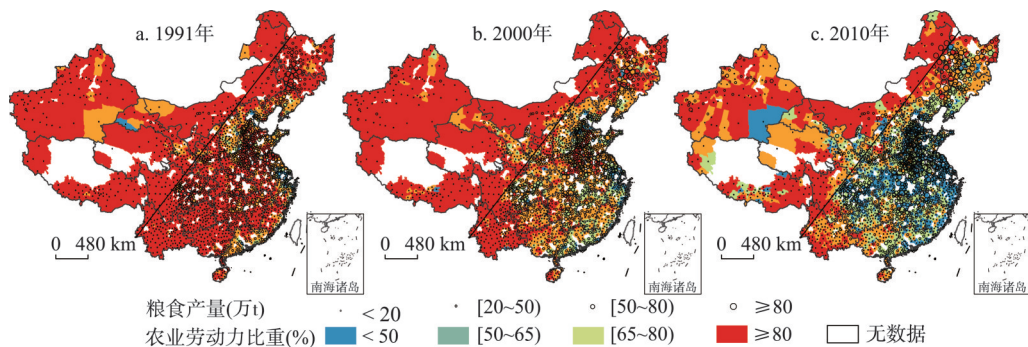 a. 1991年
b. 2000年
c. 2010年
0 480 km
南海诸岛
0 480 km
南海诸岛
0 480 km
南海诸岛
粮食产量(万t) < 20 [20~50) [50~80) ≥80
农业劳动力比重(%) < 50 [50~65) [65~80) ≥80 无数据